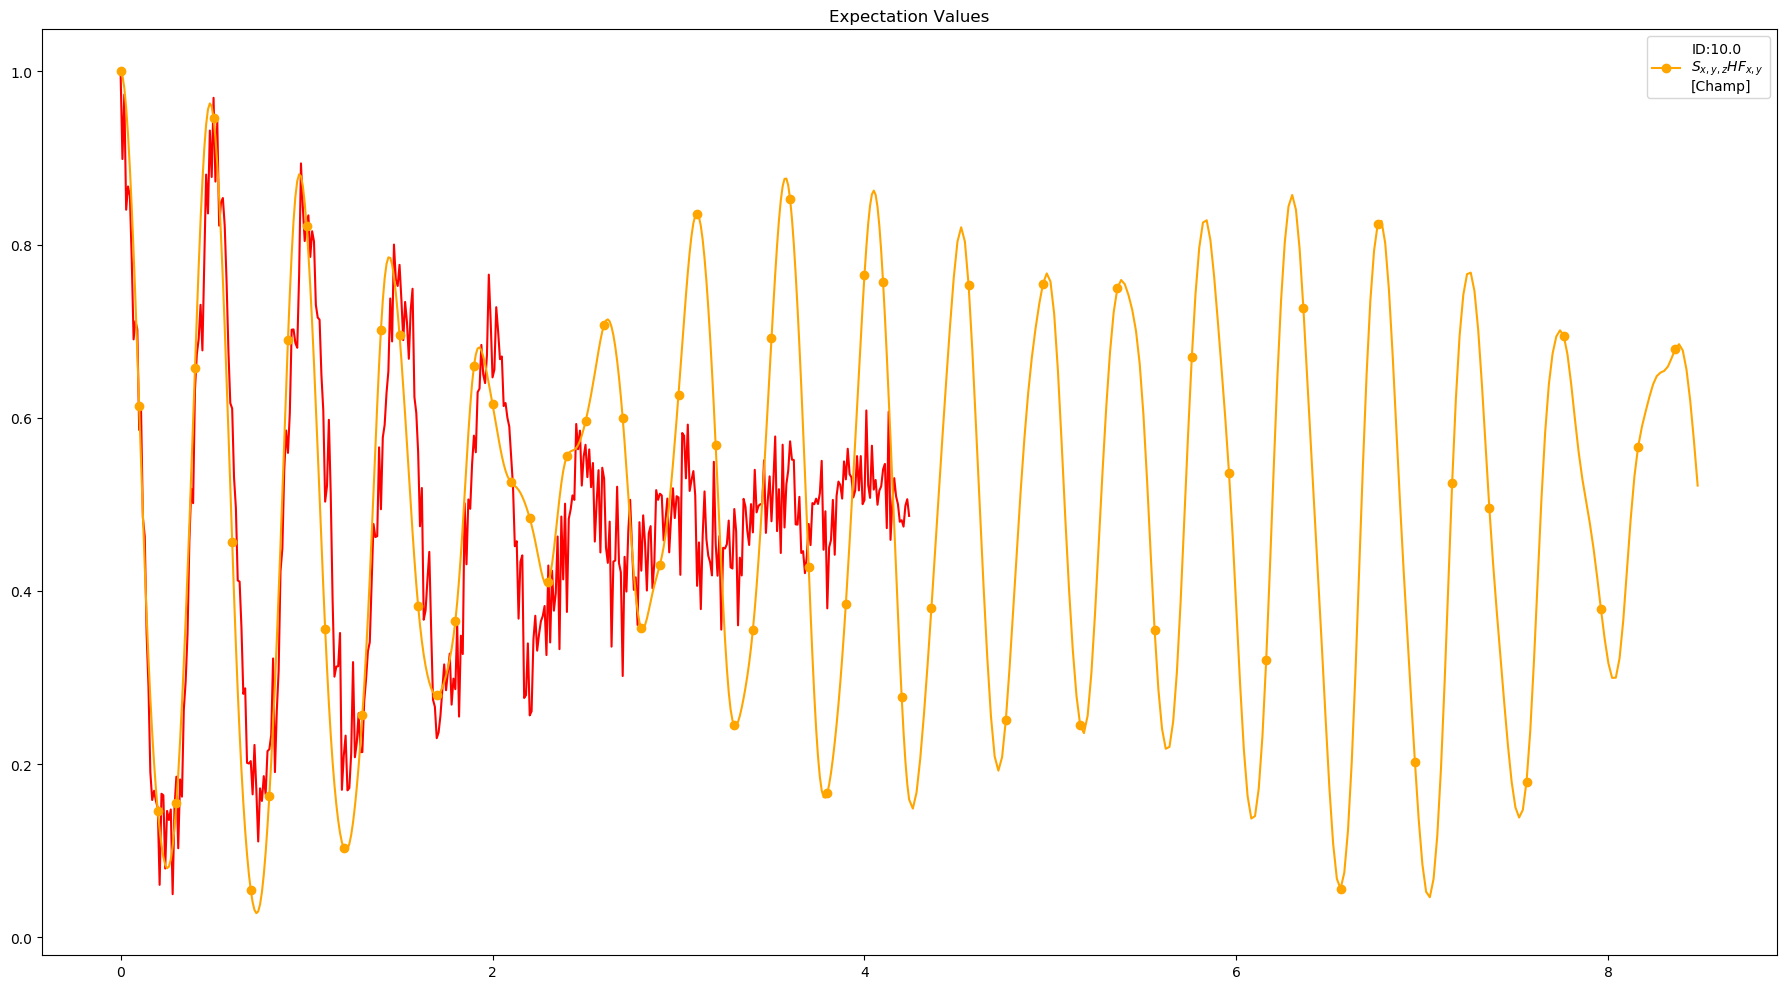 Expectation Values
ID:10.0
$S_{x,y,z}HF_{x,y}$
[Champ]
1.0
0.8
0.6
0.4
0.2
0.0
0 2 4 6 8